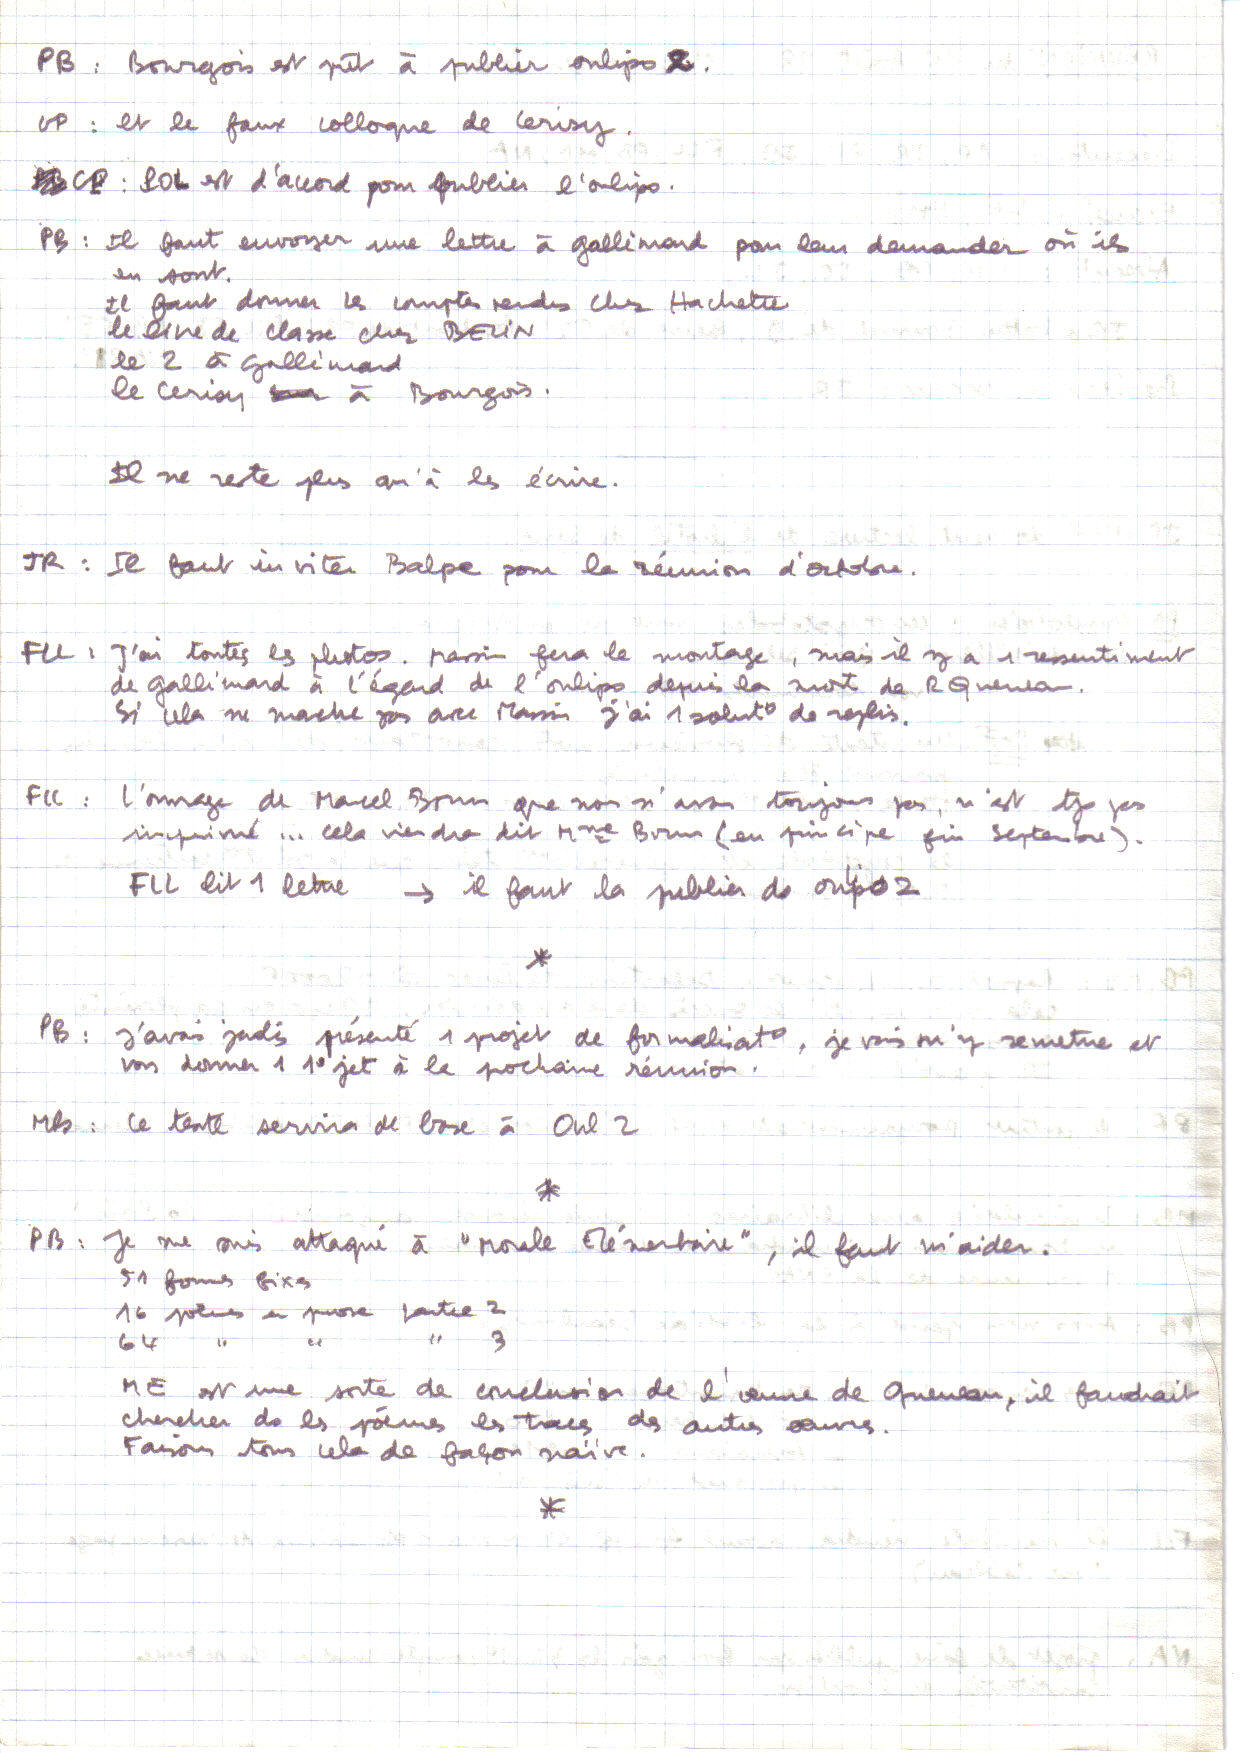 PB : Bourgois est prêt à publier oulipo 2.
GP : et le faux colloque de Cerisy.
GP : POL est d'accord pour publier l'oulipo.
PB : Il faut envoyer une lettre à gallimard pour leur demander où ils
en sont.
Il faut donner les comptes rendus chez Hachette
le livre de classe chez BELIN
le 2 à Gallimard
le Cerisy à Bourgois.
Il ne reste plus qu'à les écrire.
JR : Il faut inviter Balpe pour la réunion d'octobre.
FLL : J'ai toutes les photos. Massin fera le montage, mais il y a 1 ressentiment
de gallimard à l'égard de l'oulipo depuis la mort de R Queneau.
Si cela ne marche pas avec Massin j'ai 1 solut° de repli.
FLL : L'ouvrage de Marcel Bénabou que nous n'avons toujours pas, n'est tjs pas
imprimé ... cela viendra dit Mme (en principe fin Septembre).
FLL lit 1 lettre → il faut la publier ds oulipo 2
*
PB : J'avais jadis présenté 1 projet de formalisat°, je vais m'y remettre et
vous donner 1 1° jet à la prochaine réunion.
MB : Ce texte servira de base à Oul 2
*
PB : Je me suis attaqué à "Morale Elémentaire", il faut m'aider.
51 formes fixes
16 poèmes en prose partie 2
64 " " " 3
ME est une sorte de conclusion de l'œuvre de Queneau, il faudrait
chercher ds les poèmes les traces des autres œuvres.
Faisons tous cela de façon naïve.
*